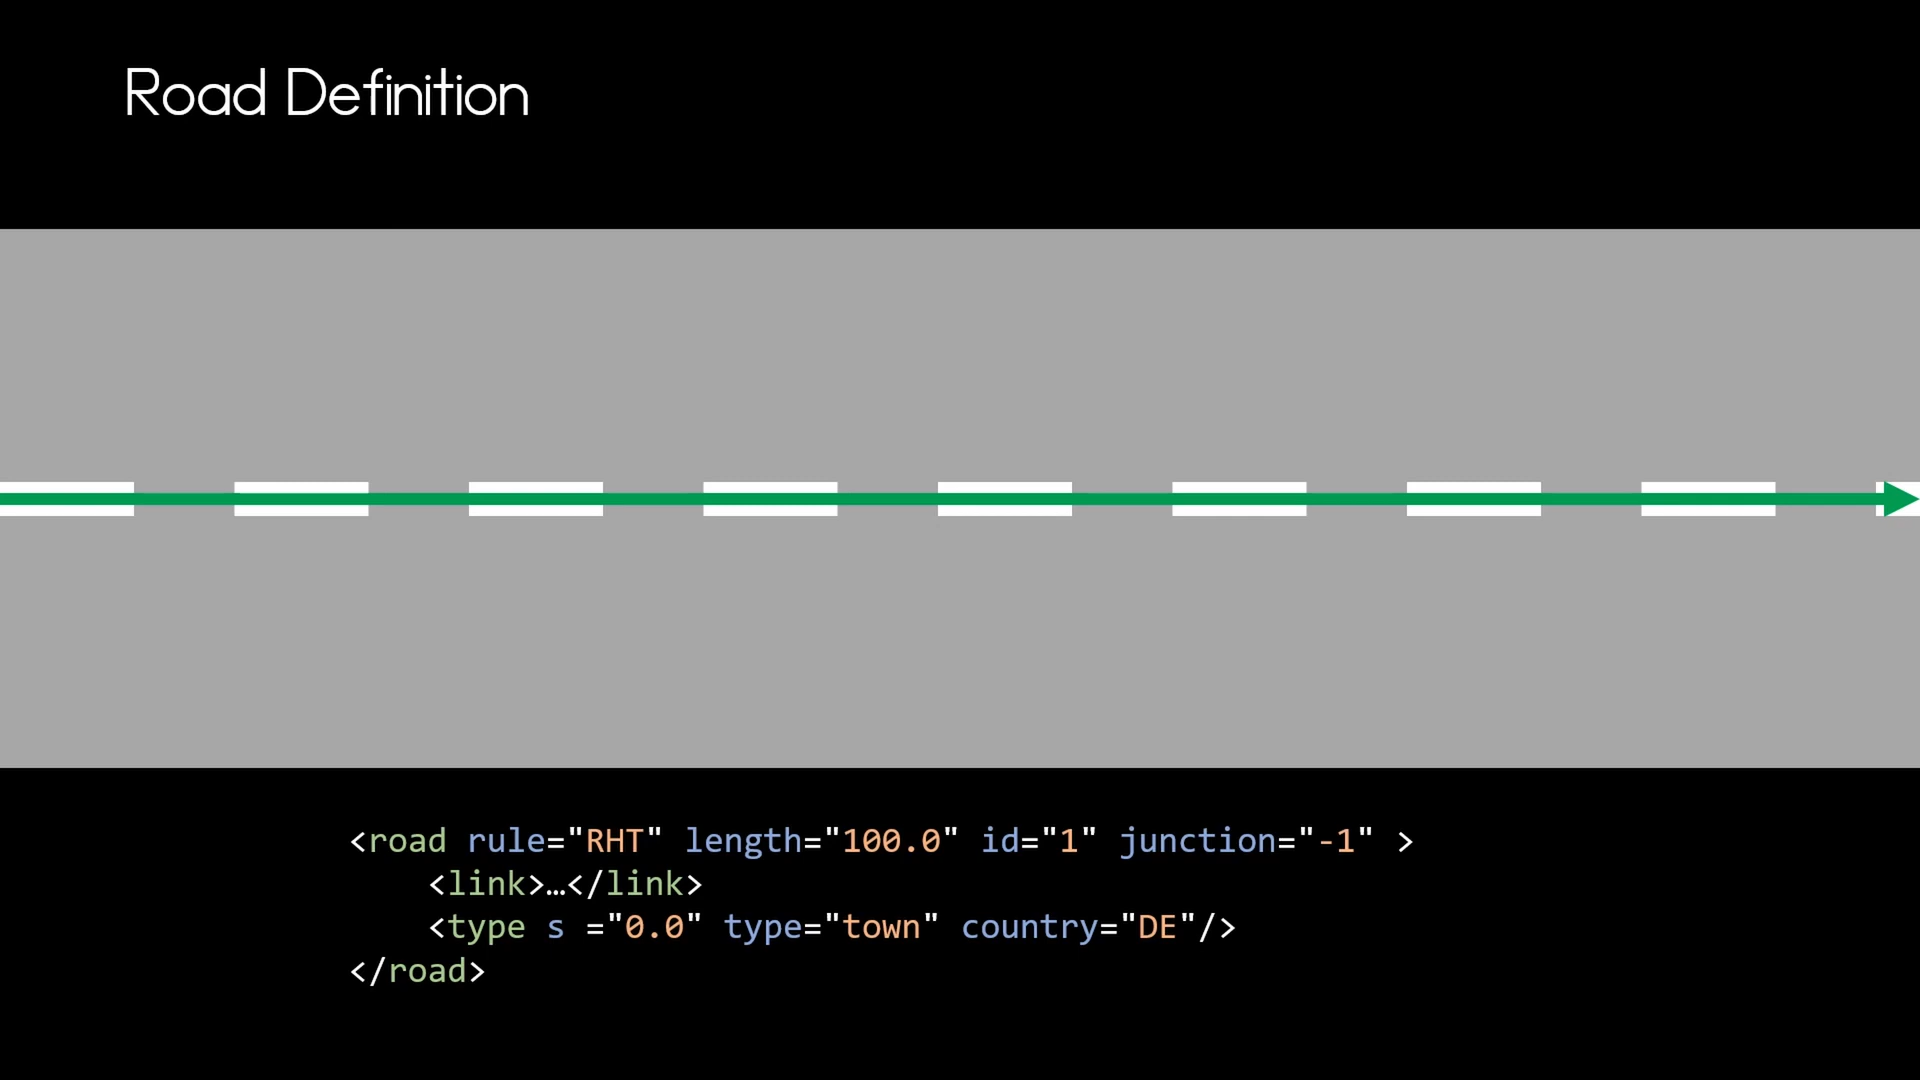 Road Definition
<road rule="RHT" length="100.0" id="1" junction="-1" >
<link>…</link>
<type s ="0.0" type="town" country="DE"/>
</road>